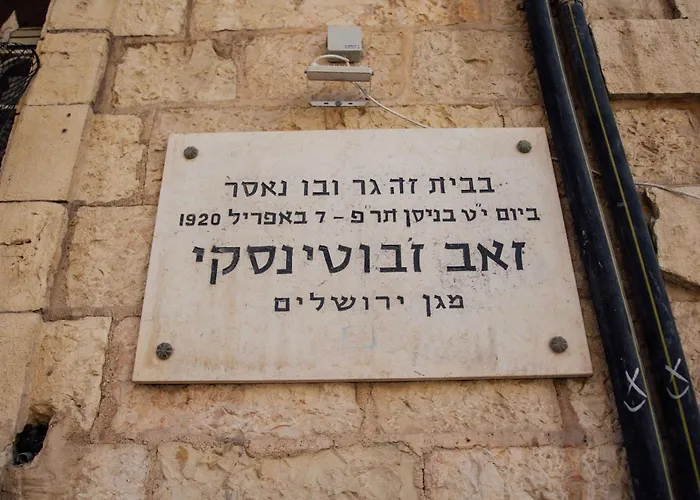 בבית זה גר ובו נאסר
ביום י"ט בניסן תר"פ - 7 באפריל 1920
זאב ז'בוטינסקי
מגן ירושלים